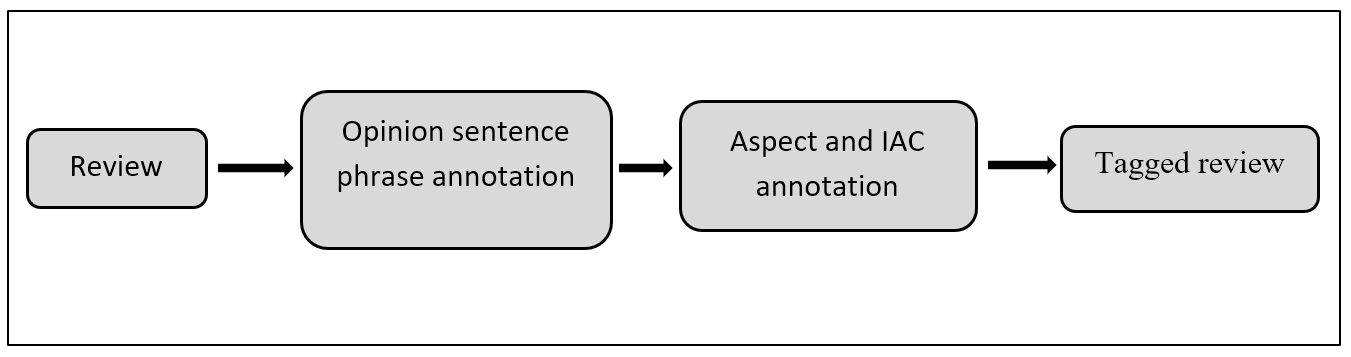 Review
Opinion sentence
phrase annotation
Aspect and IAC
annotation
Tagged review